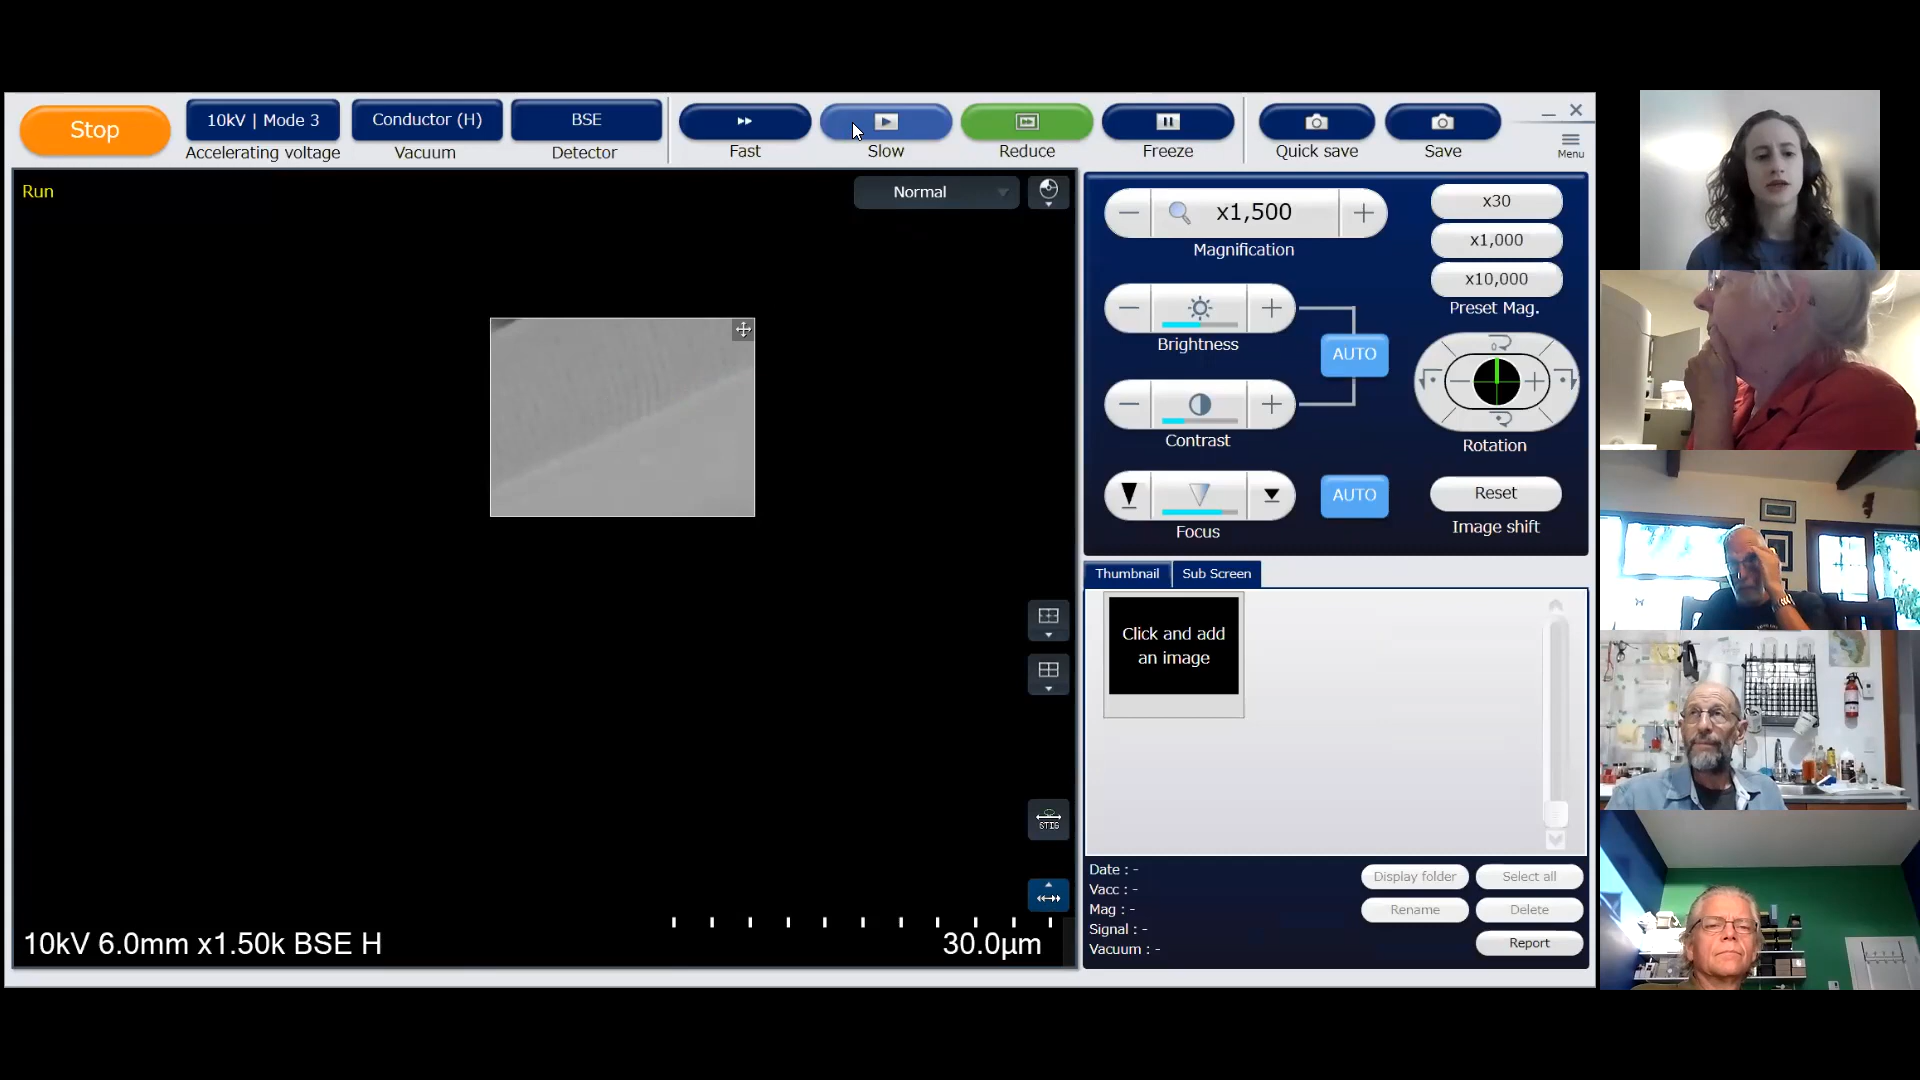 Stop
10kV | Mode 3
Accelerating voltage
Conductor (H)
Vacuum
BSE
Detector
Fast
Slow
Reduce
Freeze
Quick save
Save
Menu
Run
Normal
x1,500
Magnification
x30
x1,000
x10,000
Preset Mag.
Brightness
AUTO
Contrast
0
Rotation
Focus
AUTO
Reset
Image shift
Thumbnail
Sub Screen
Click and add
an image
STIG
Date : -
Vacc : -
Mag : -
Signal : -
Vacuum : -
Display folder
Select all
Rename
Delete
Report
10kV 6.0mm x1.50k BSE H
30.0µm